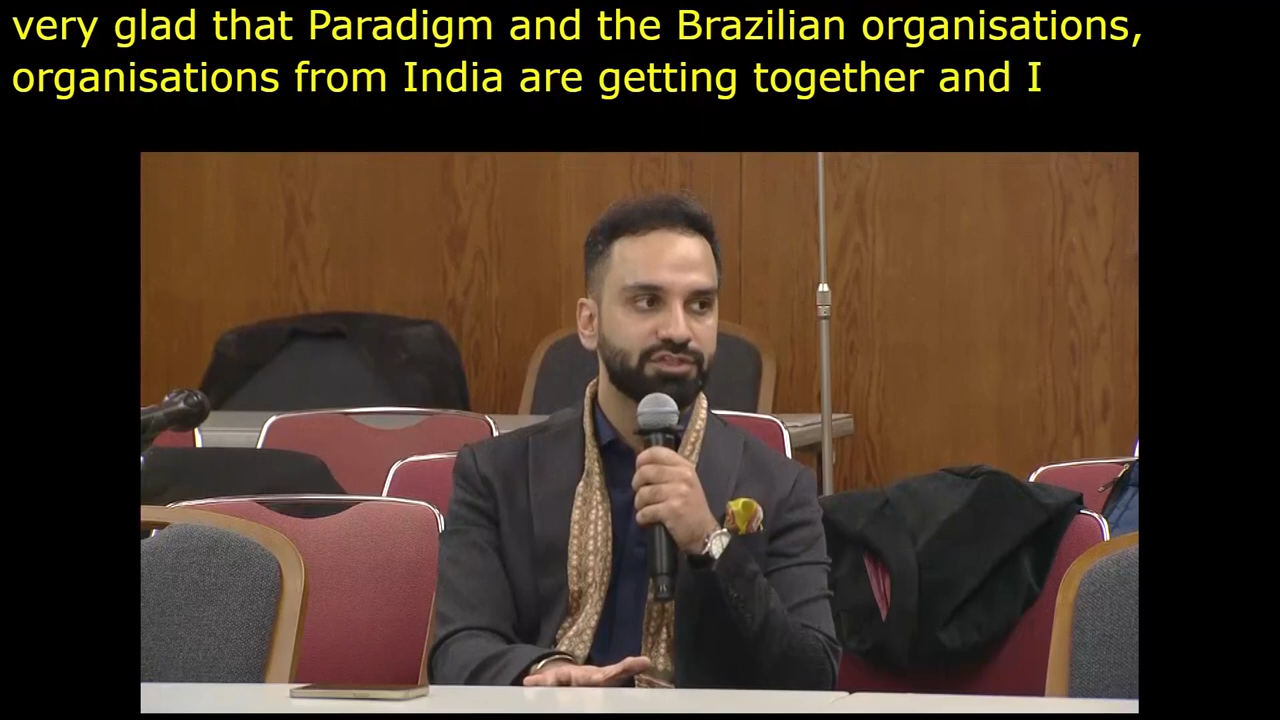 very glad that Paradigm and the Brazilian organisations,
organisations from India are getting together and I